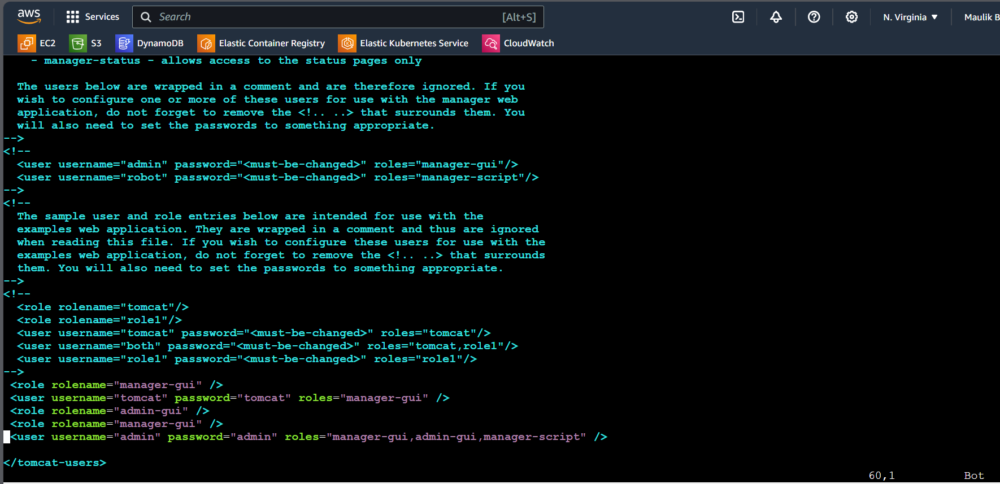 aws
Services
Search [Alt+S]
N. Virginia
Maulik B
EC2 S3 DynamoDB Elastic Container Registry Elastic Kubernetes Service CloudWatch
- manager-status - allows access to the status pages only
The users below are wrapped in a comment and are therefore ignored. If you
wish to configure one or more of these users for use with the manager web
application, do not forget to remove the <!.. ..> that surrounds them. You
will also need to set the passwords to something appropriate.
-->
<!--
<user username="admin" password="<must-be-changed>" roles="manager-gui"/>
<user username="robot" password="<must-be-changed>" roles="manager-script"/>
-->
<!--
The sample user and role entries below are intended for use with the
examples web application. They are wrapped in a comment and thus are ignored
when reading this file. If you wish to configure these users for use with the
examples web application, do not forget to remove the <!.. ..> that surrounds
them. You will also need to set the passwords to something appropriate.
-->
<!--
<role rolename="tomcat"/>
<role rolename="role1"/>
<user username="tomcat" password="<must-be-changed>" roles="tomcat"/>
<user username="both" password="<must-be-changed>" roles="tomcat,role1"/>
<user username="role1" password="<must-be-changed>" roles="role1"/>
-->
<role rolename="manager-gui" />
<user username="tomcat" password="tomcat" roles="manager-gui" />
<role rolename="admin-gui" />
<role rolename="manager-gui" />
<user username="admin" password="admin" roles="manager-gui,admin-gui,manager-script" />
</tomcat-users>
60,1 Bot